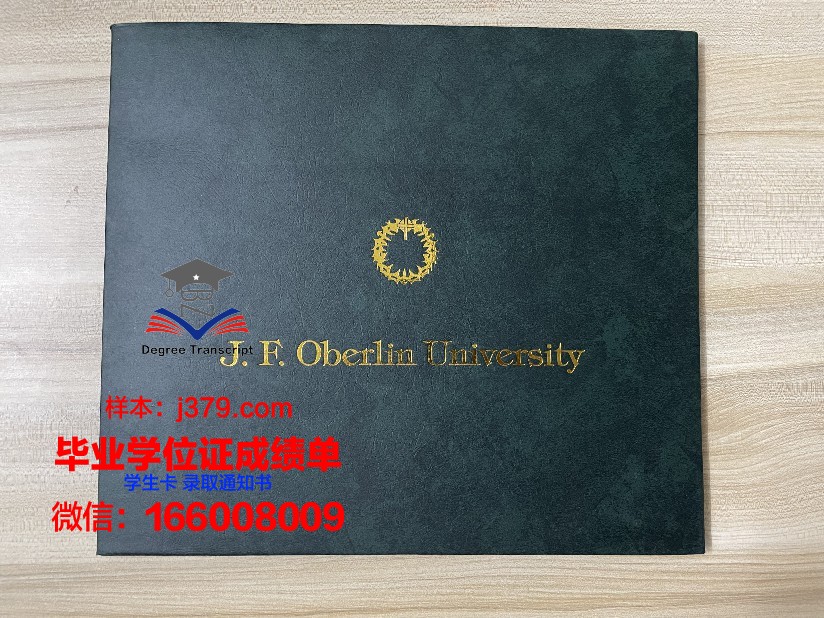 J. F. Oberlin University
Degree Transcript
样本：j379.com
毕业学位证成绩单
学生卡 录取通知书
微信：166008009